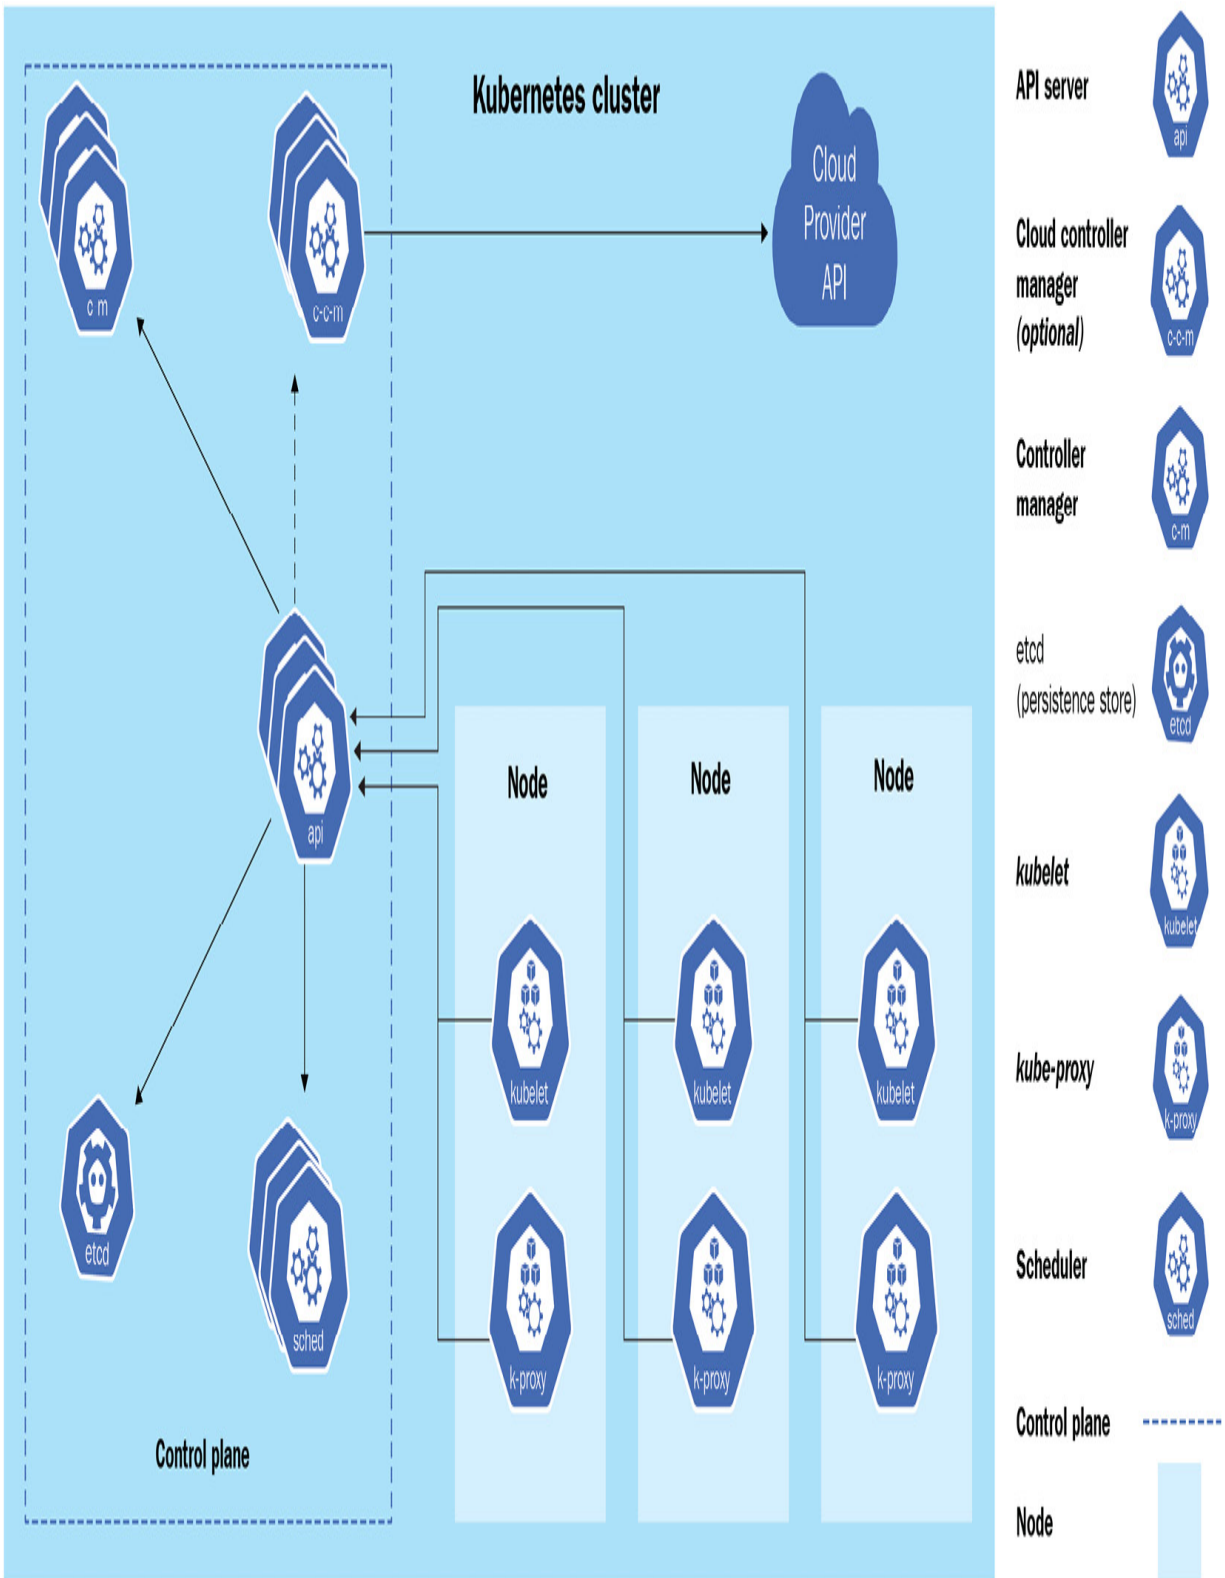 Kubernetes cluster
c m
c-c-m
Cloud
Provider
API
api
etcd
sched
Control plane
Node
kubelet
k-proxy
Node
kubelet
k-proxy
Node
kubelet
k-proxy
API server
api
Cloud controller
manager
(optional)
c-c-m
Controller
manager
c-m
etcd
(persistence store)
etcd
kubelet
kubelet
kube-proxy
k-proxy
Scheduler
sched
Control plane
Node